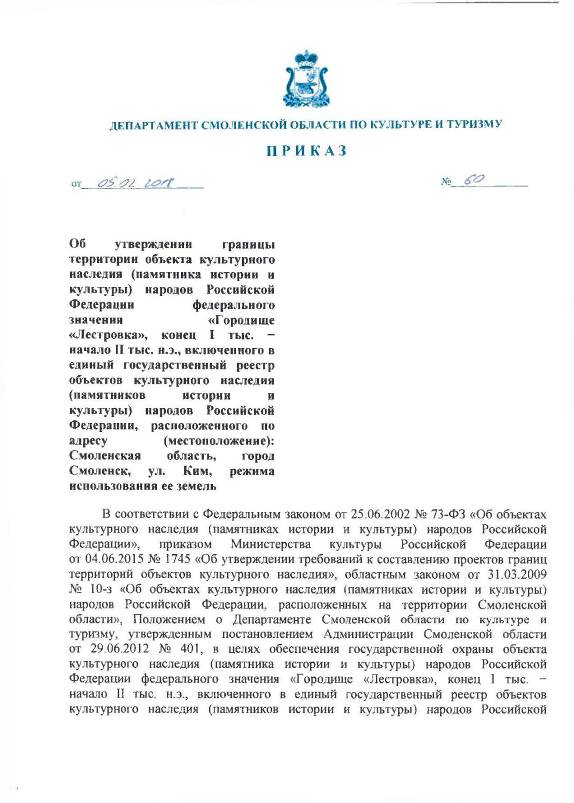 ДЕПАРТАМЕНТ СМОЛЕНСКОЙ ОБЛАСТИ ПО КУЛЬТУРЕ И ТУРИЗМУ
П Р И К А З
от 05.02.2018 № 60
Об утверждении границы
территории объекта культурного
наследия (памятника истории и
культуры) народов Российской
Федерации федерального
значения «Городище
«Лестровка», конец I тыс. –
начало II тыс. н.э., включенного в
единый государственный реестр
объектов культурного наследия
(памятников истории и
культуры) народов Российской
Федерации, расположенного по
адресу (местоположение):
Смоленская область, город
Смоленск, ул. Ким, режима
использования ее земель
В соответствии с Федеральным законом от 25.06.2002 № 73-ФЗ «Об объектах
культурного наследия (памятниках истории и культуры) народов Российской
Федерации», приказом Министерства культуры Российской Федерации
от 04.06.2015 № 1745 «Об утверждении требований к составлению проектов границ
территорий объектов культурного наследия», областным законом от 31.03.2009
№ 10-з «Об объектах культурного наследия (памятниках истории и культуры)
народов Российской Федерации, расположенных на территории Смоленской
области», Положением о Департаменте Смоленской области по культуре и
туризму, утвержденным постановлением Администрации Смоленской области
от 29.06.2012 № 401, в целях обеспечения государственной охраны объекта
культурного наследия (памятника истории и культуры) народов Российской
Федерации федерального значения «Городище «Лестровка», конец I тыс. –
начало II тыс. н.э., включенного в единый государственный реестр объектов
культурного наследия (памятников истории и культуры) народов Российской